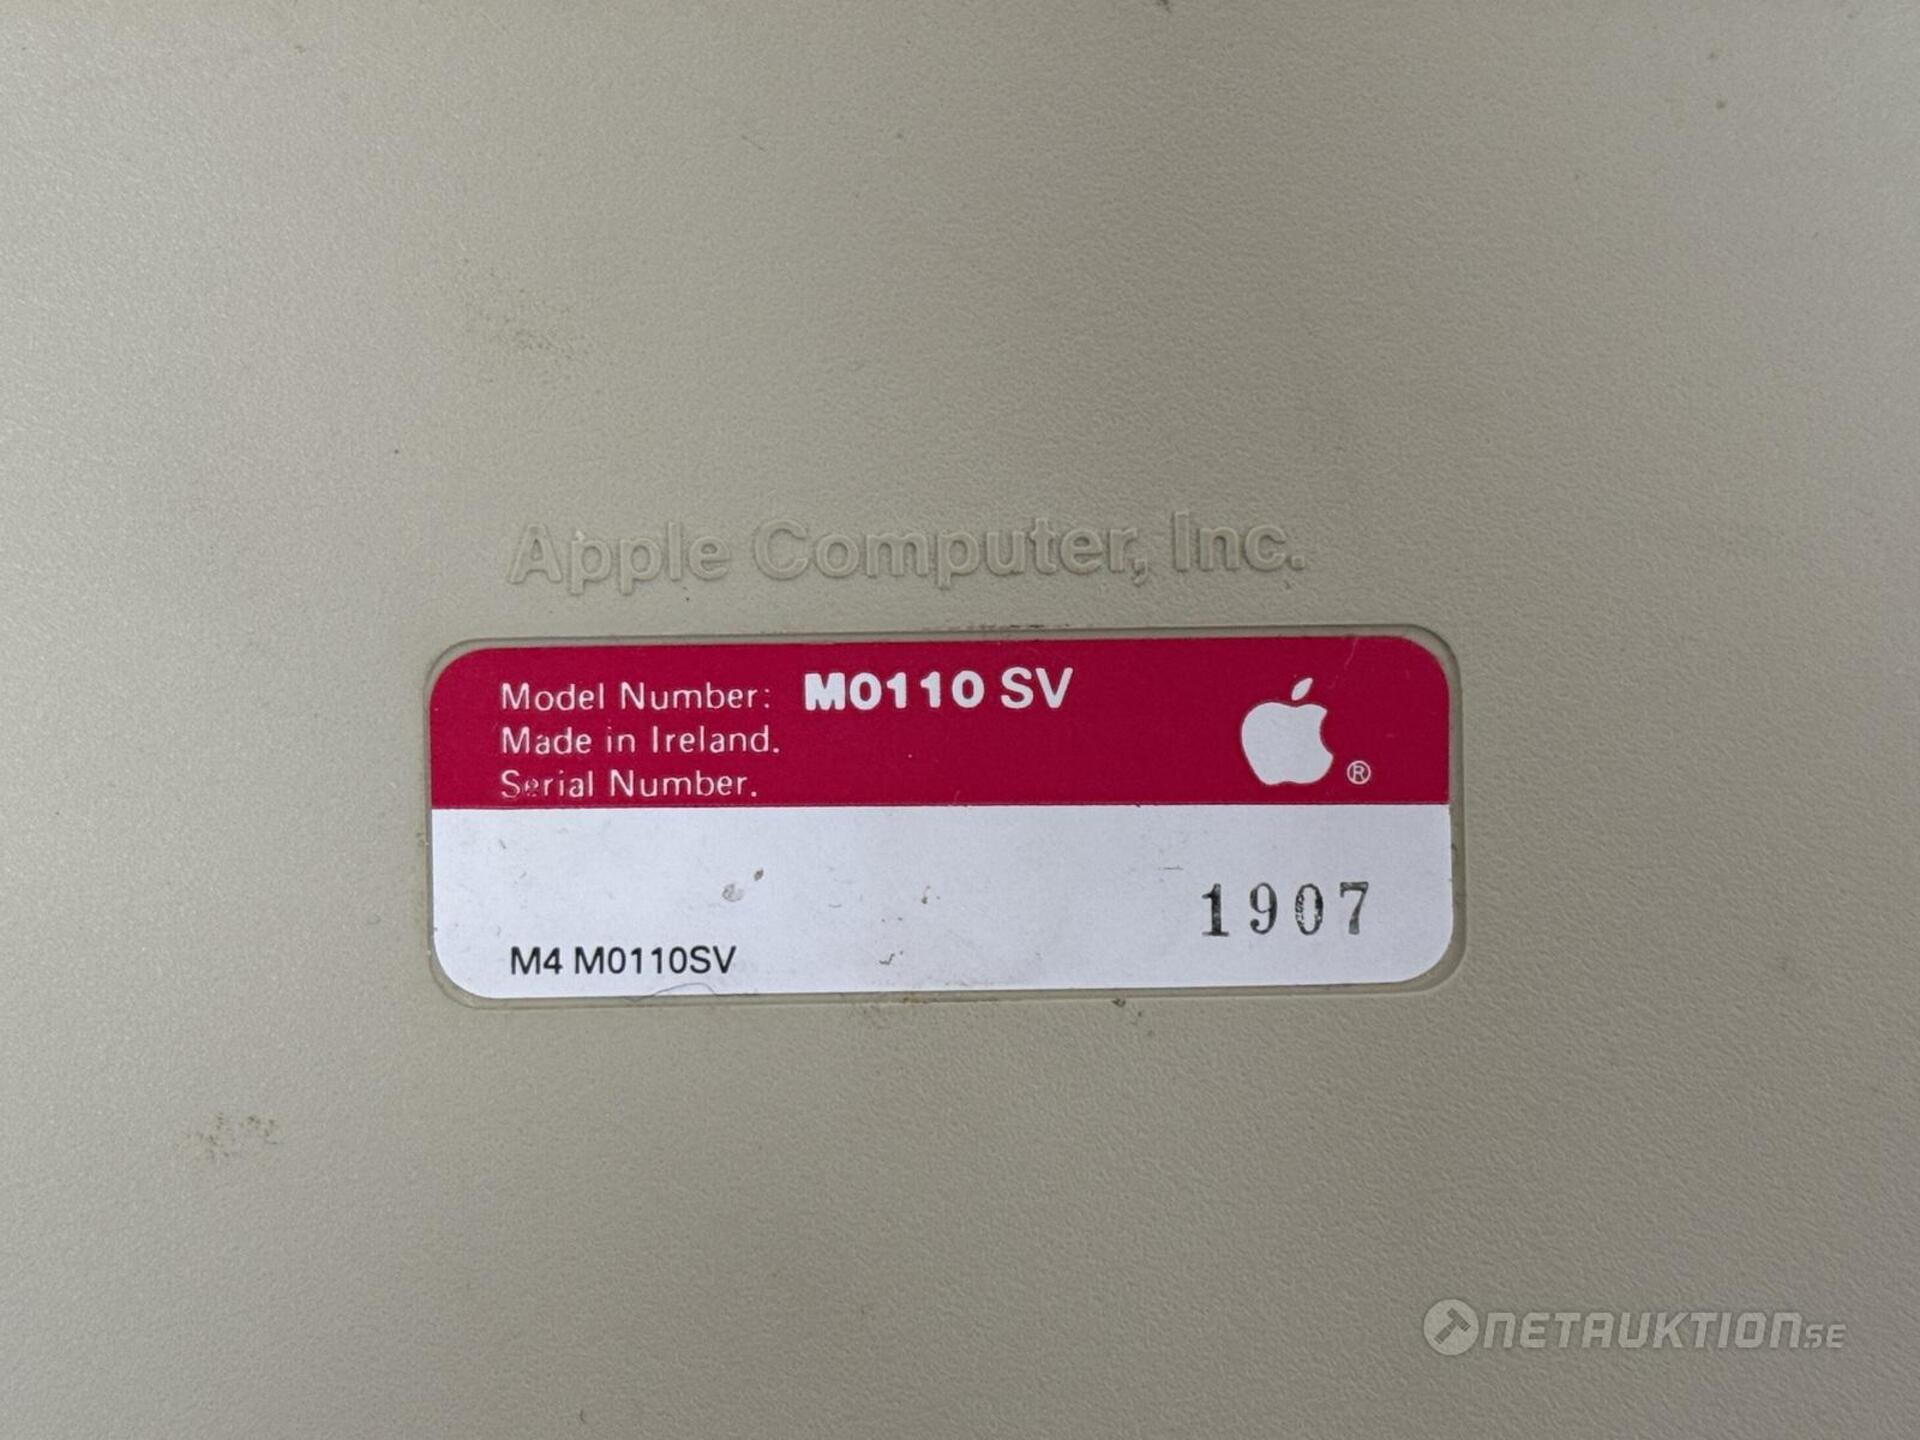 Apple Computer, Inc.
Model Number: M0110 SV
Made in Ireland.
Serial Number.
®
1907
M4 M0110SV
NETAUKTION.SE